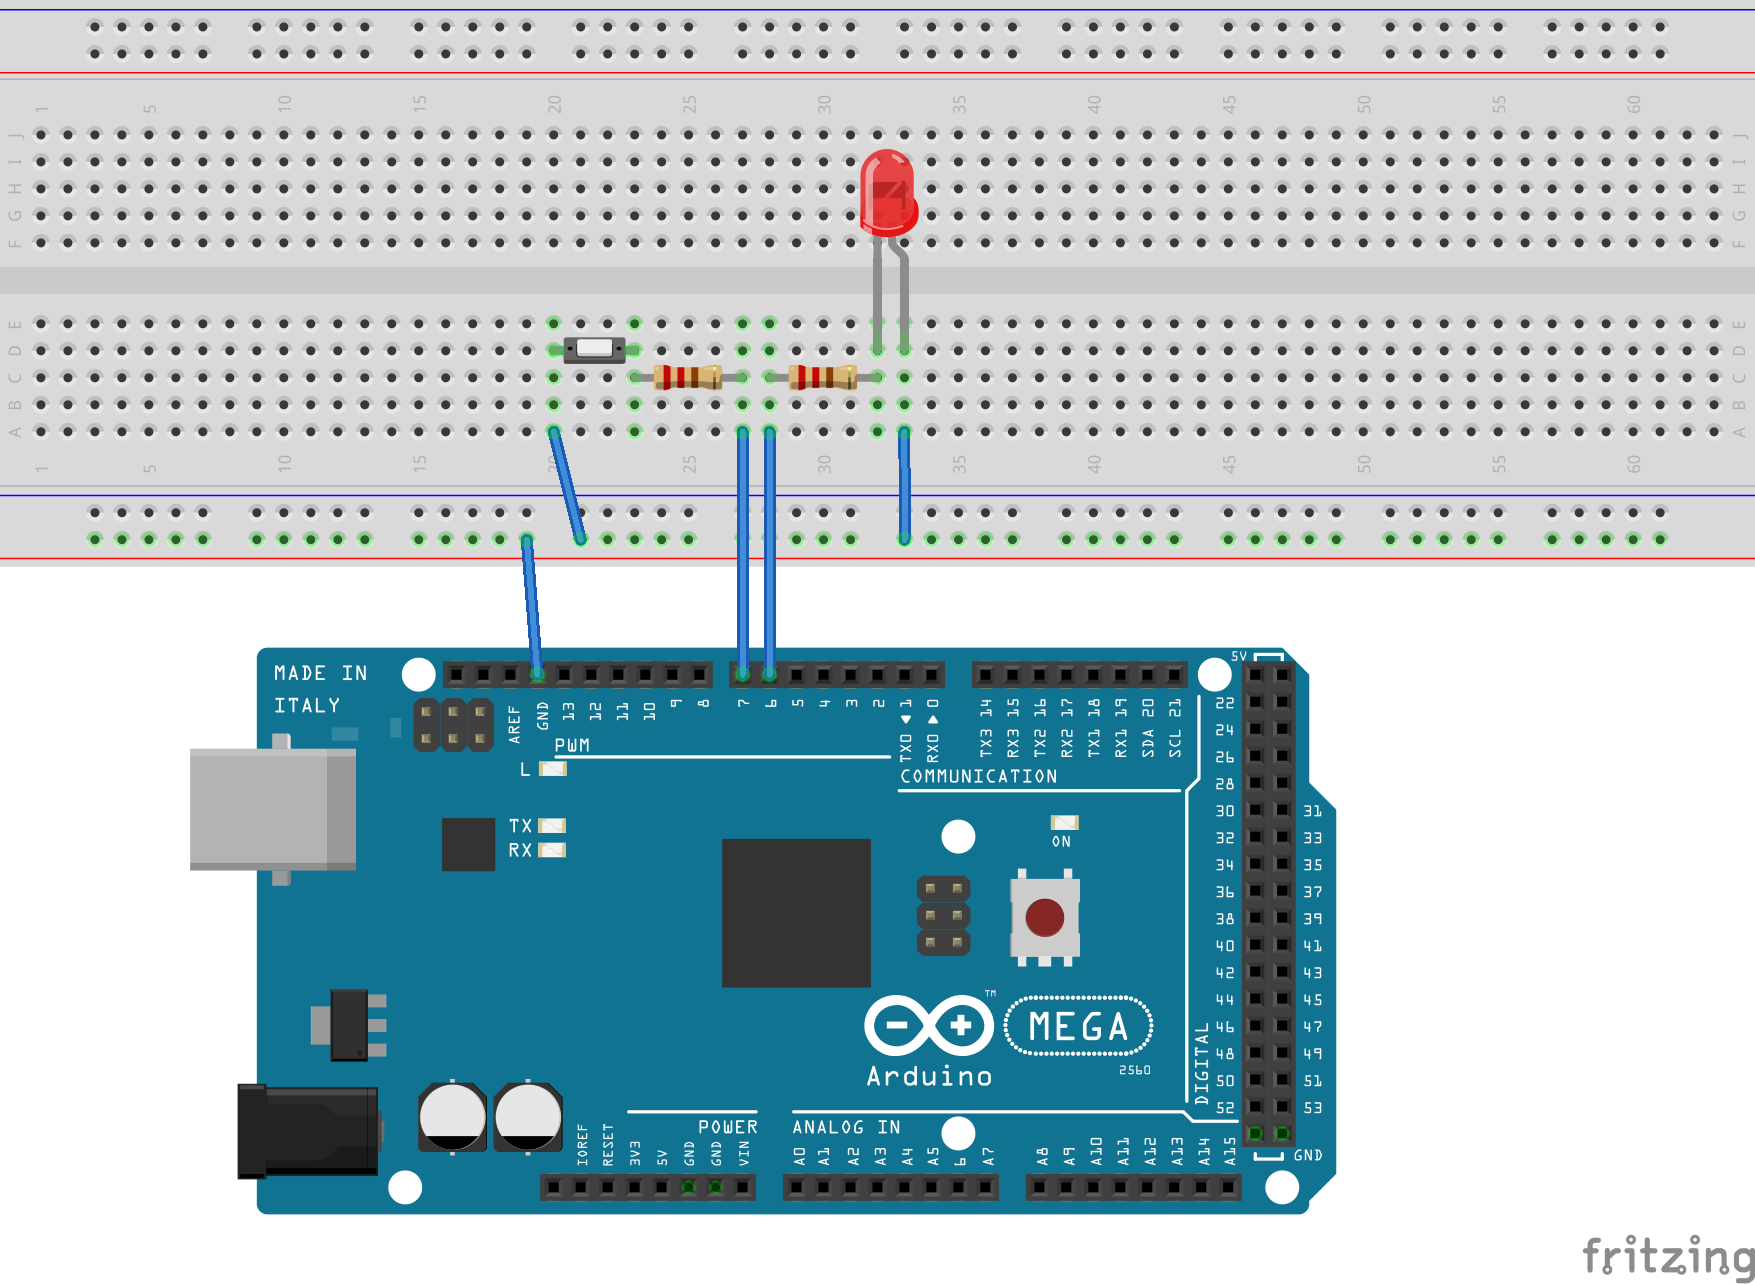 1 5 10 15 20 25 30 35 40 45 50 55 60
J J
I I
H H
G G
F F
E E
D D
C C
B B
A A
1 5 10 15 20 25 30 35 40 45 50 55 60
MADE IN
ITALY
5V
AREF GND 13 12 11 10 9 8 7 6 5 4 3 2 TX0 1 RX0 0 TX3 14 RX3 15 TX2 16 RX2 17 TX1 18 RX1 19 SDA 20 SCL 21
PWM
L
COMMUNICATION
TX
RX
ON
22
24
26
28
30 31
32 33
34 35
36 37
38 39
40 41
42 43
44 45
46 47
48 49
50 51
52 53
GND
DIGITAL
TM
MEGA
Arduino
2560
POWER
ANALOG IN
IOREF RESET 3V3 5V GND GND VIN A0 A1 A2 A3 A4 A5 6 A7 A8 A9 A10 A11 A12 A13 A14 A15
fritzing